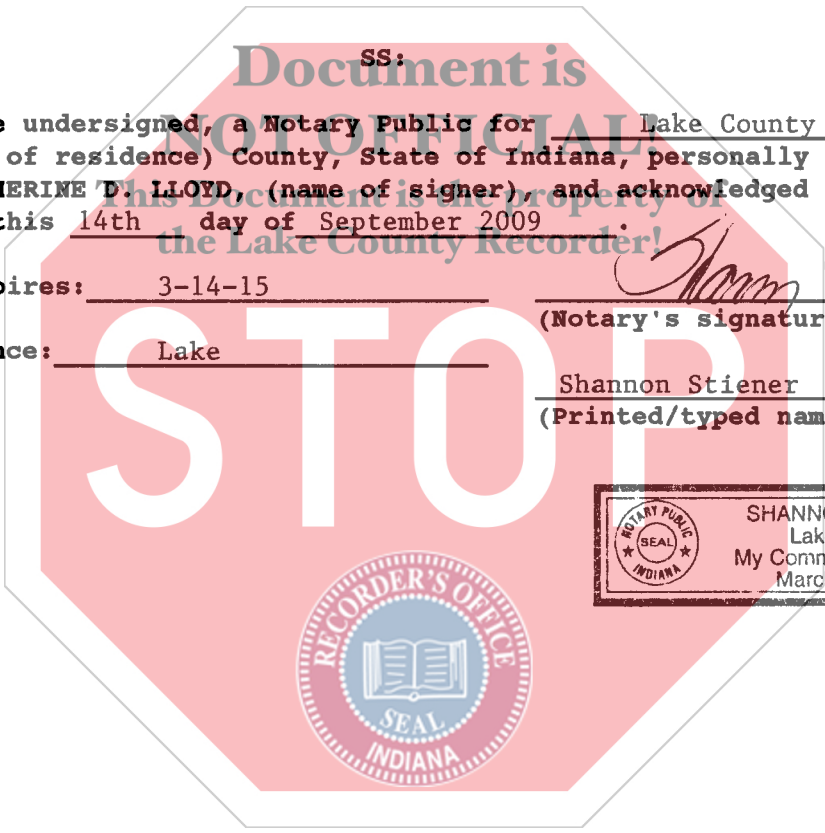 Document is
SS:
NOT OFFICIAL!
e undersigned, a Notary Public for Lake County
of residence) County, State of Indiana, personally
HERINE D. LLOYD, (name of signer), and acknowledged
This Document is the property of
this 14th day of September 2009.
the Lake County Recorder!
pires: 3-14-15
(Notary's signatur
nce: Lake
Shannon Stiener
(Printed/typed nam
STOP
NOTARY PUBLIC
SEAL
INDIANA
SHANNO
Lak
My Comm
Marc
RECORDER'S OFFICE
SEAL
INDIANA